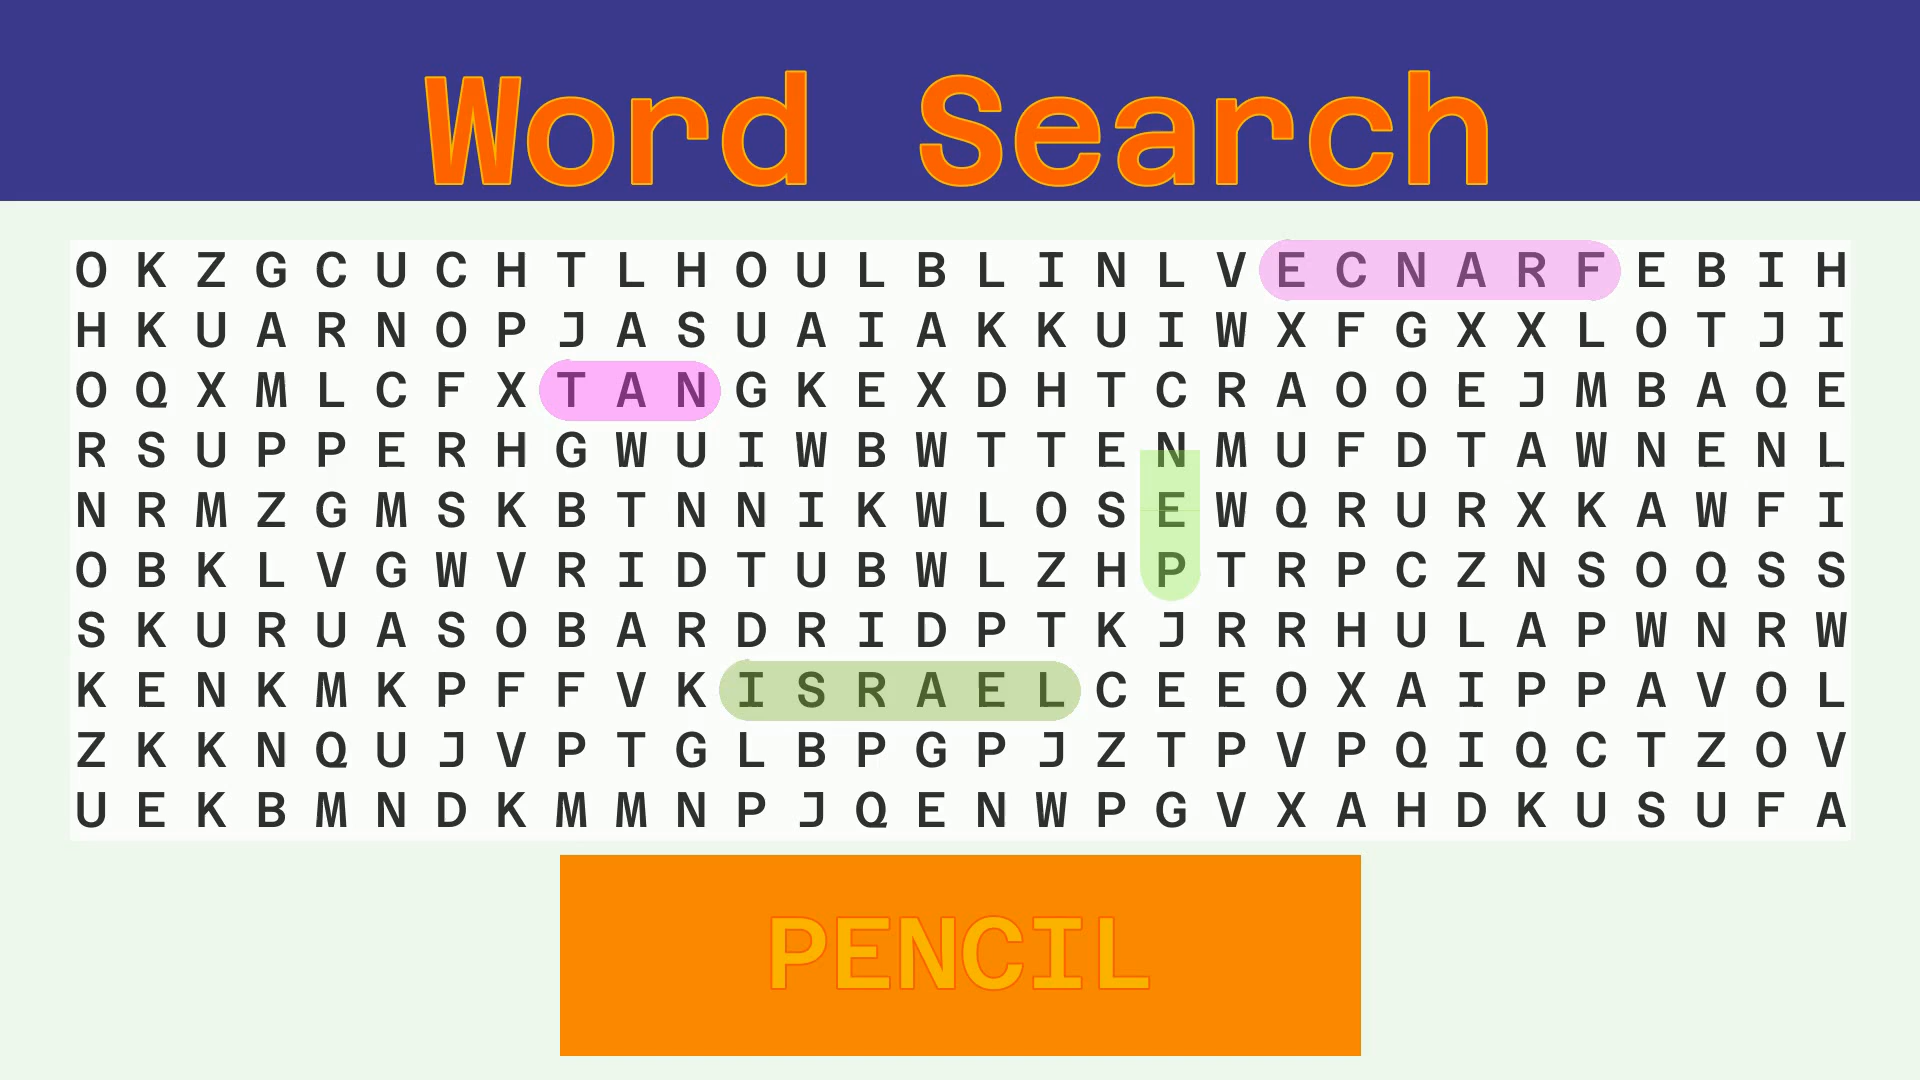 Word Search
O K Z G C U C H T L H O U L B L I N L V E C N A R F E B I H
H K U A R N O P J A S U A I A K K U I W X F G X X L O T J I
O Q X M L C F X T A N G K E X D H T C R A O O E J M B A Q E
R S U P P E R H G W U I W B W T T E N M U F D T A W N E N L
N R M Z G M S K B T N N I K W L O S E W Q R U R X K A W F I
O B K L V G W V R I D T U B W L Z H P T R P C Z N S O Q S S
S K U R U A S O B A R D R I D P T K J R R H U L A P W N R W
K E N K M K P F F V K I S R A E L C E E O X A I P P A V O L
Z K K N Q U J V P T G L B P G P J Z T P V P Q I Q C T Z O V
U E K B M N D K M M N P J Q E N W P G V X A H D K U S U F A
PENCIL